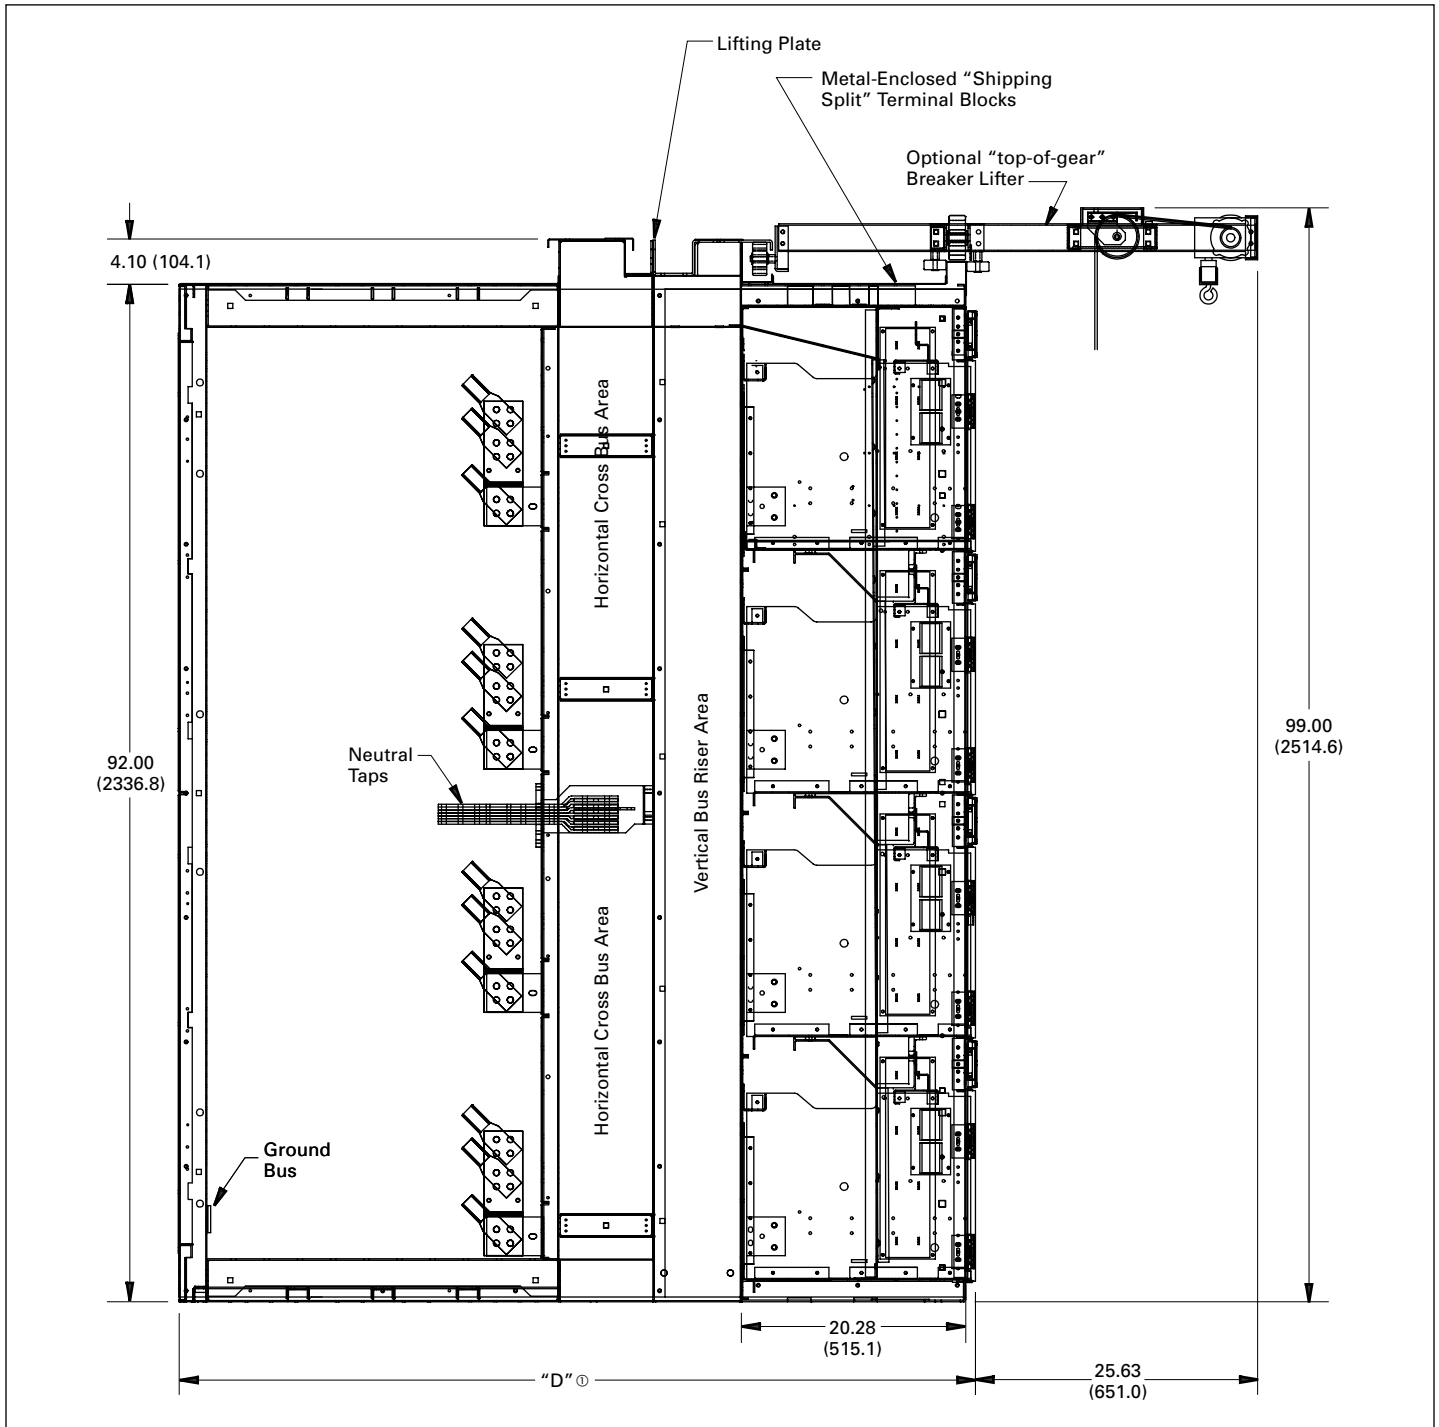 Lifting Plate
Metal-Enclosed “Shipping
Split” Terminal Blocks
Optional “top-of-gear”
Breaker Lifter
4.10 (104.1)
Horizontal Cross Bus Area
Vertical Bus Riser Area
99.00
(2514.6)
92.00
(2336.8)
Neutral
Taps
Horizontal Cross Bus Area
Ground
Bus
20.28
(515.1)
“D” ①
25.63
(651.0)